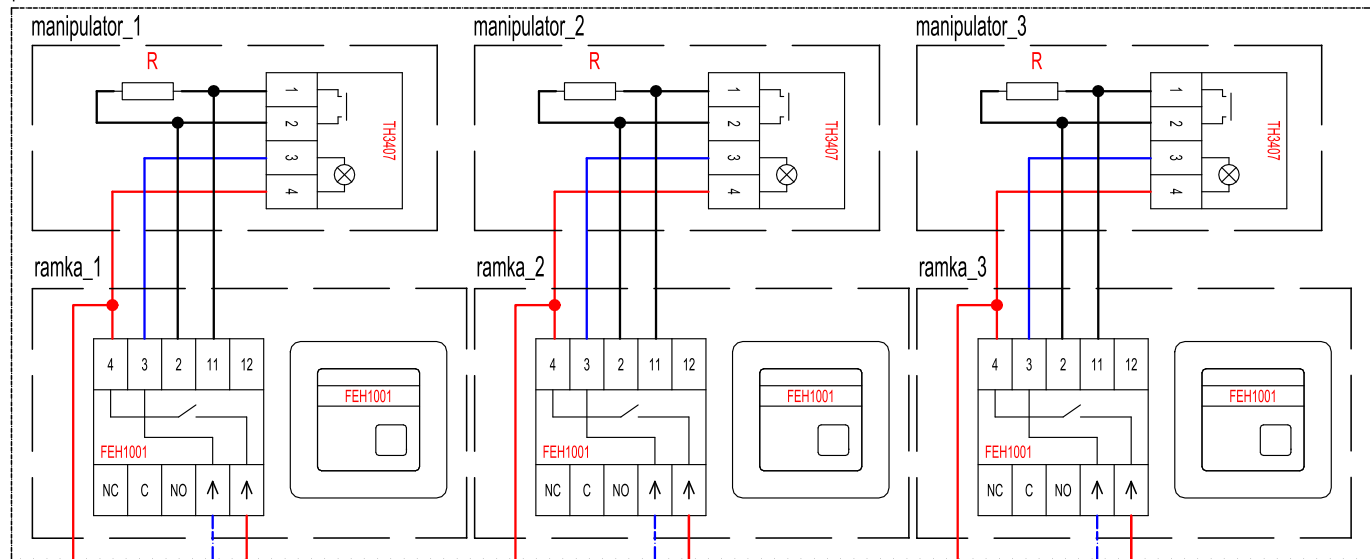 manipulator_1
R
1
2
3
4
TH3407
manipulator_2
R
1
2
3
4
TH3407
manipulator_3
R
1
2
3
4
TH3407
ramka_1
4 3 2 11 12
FEH1001
NC C NO
FEH1001
ramka_2
4 3 2 11 12
FEH1001
NC C NO
FEH1001
ramka_3
4 3 2 11 12
FEH1001
NC C NO
FEH1001